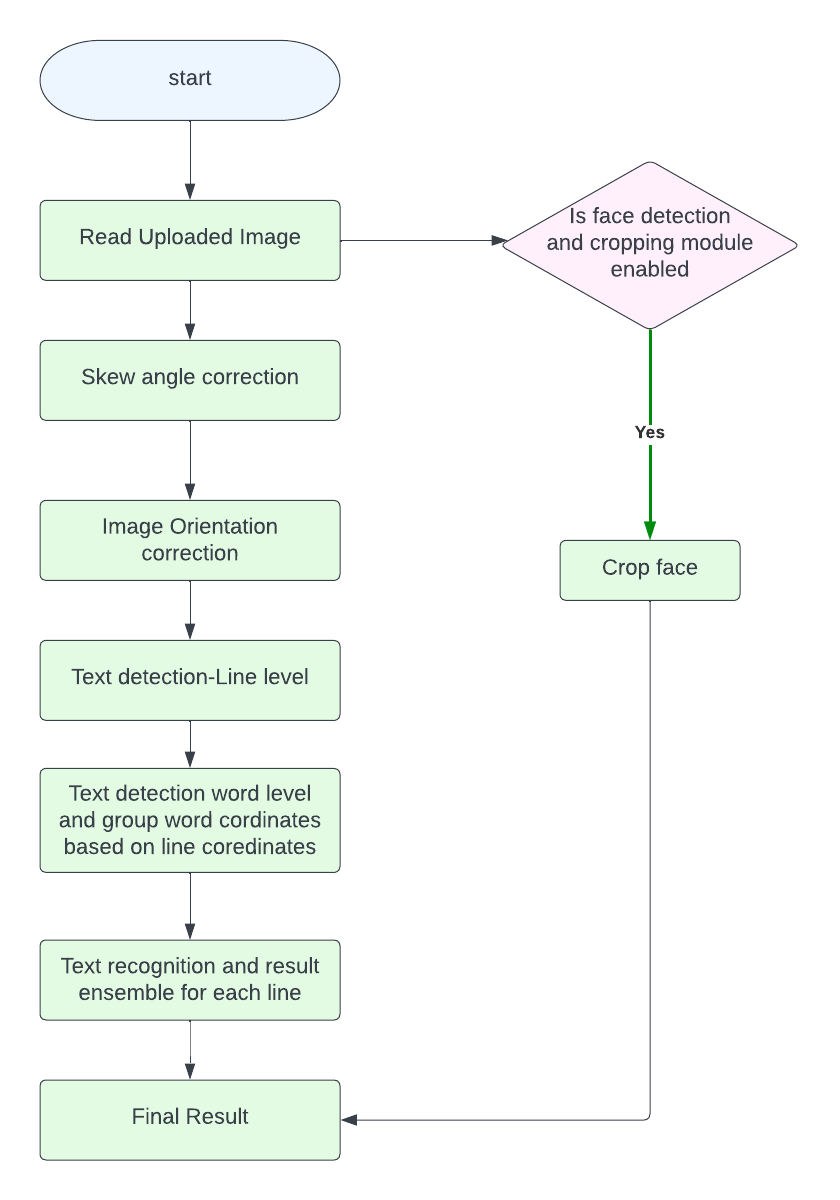 start
Read Uploaded Image
Is face detection
and cropping module
enabled
Skew angle correction
Yes
Image Orientation
correction
Crop face
Text detection-Line level
Text detection word level
and group word cordinates
based on line coredinates
Text recognition and result
ensemble for each line
Final Result